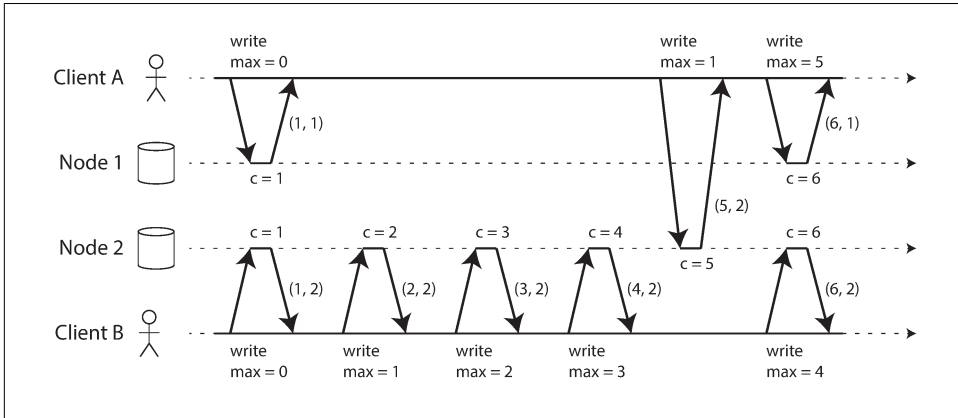 write
max = 0
write
max = 1
write
max = 5
Client A
(1, 1)
(6, 1)
Node 1
c = 1
c = 6
(5, 2)
c = 1
c = 2
c = 3
c = 4
c = 6
Node 2
c = 5
(1, 2)
(2, 2)
(3, 2)
(4, 2)
(6, 2)
Client B
write
max = 0
write
max = 1
write
max = 2
write
max = 3
write
max = 4